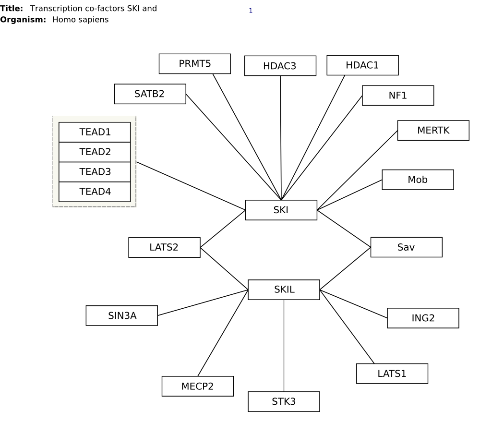 Title: Transcription co-factors SKI and
1
Organism: Homo sapiens
PRMT5
HDAC3
HDAC1
SATB2
NF1
TEAD1
MERTK
TEAD2
TEAD3
Mob
TEAD4
SKI
LATS2
Sav
SKIL
SIN3A
ING2
LATS1
MECP2
STK3